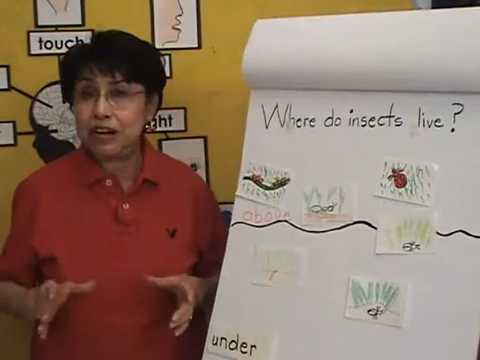 touch
ght
Where do insects live?
above
under